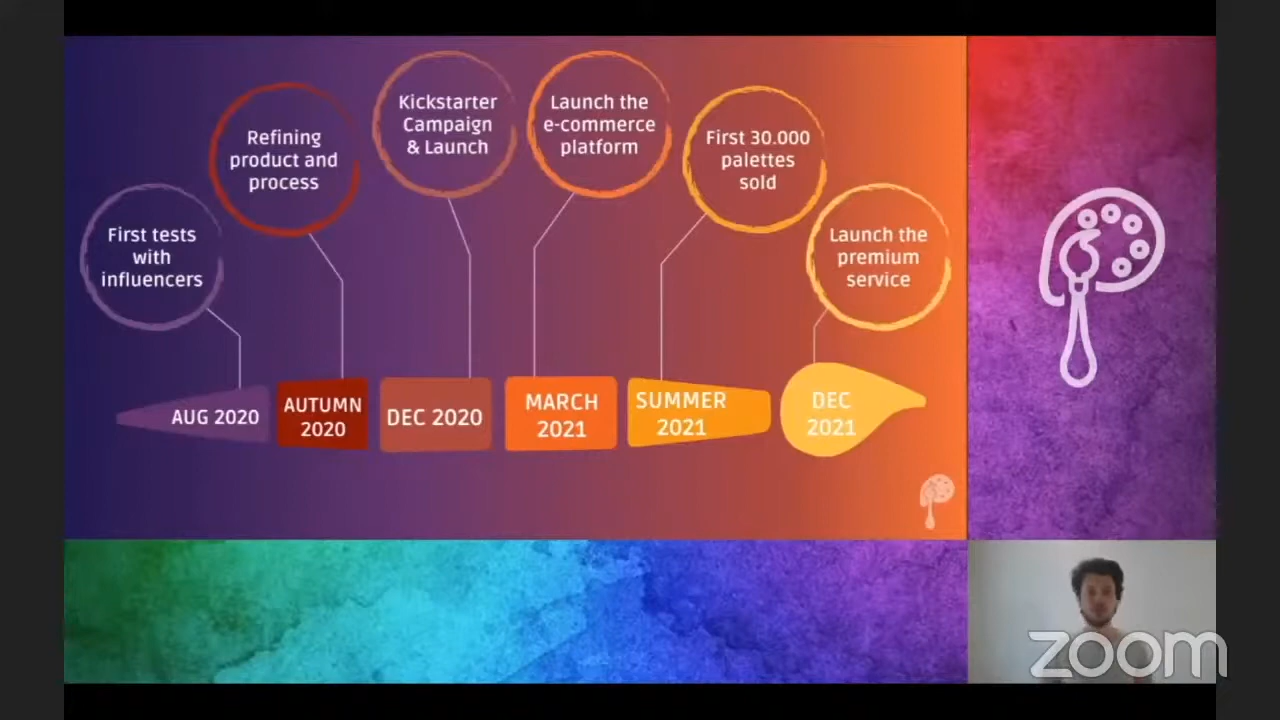 First tests
with
influencers
Refining
product and
process
Kickstarter
Campaign
& Launch
Launch the
e-commerce
platform
First 30.000
palettes
sold
Launch the
premium
service
AUG 2020
AUTUMN
2020
DEC 2020
MARCH
2021
SUMMER
2021
DEC
2021
zoom